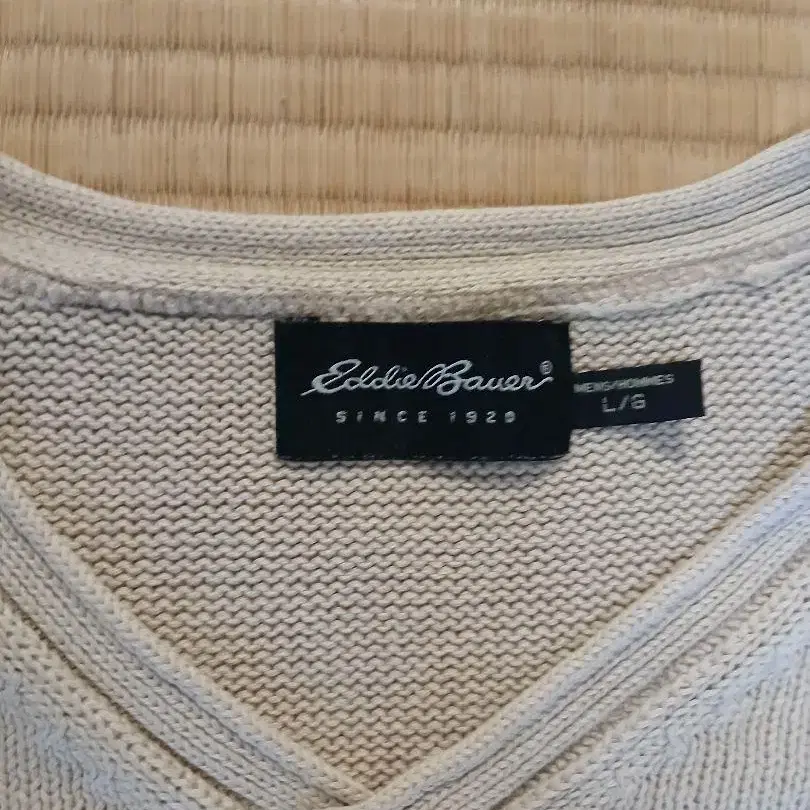 Eddie Bauer®
SINCE 1920
MENS/HOMMES
L/G